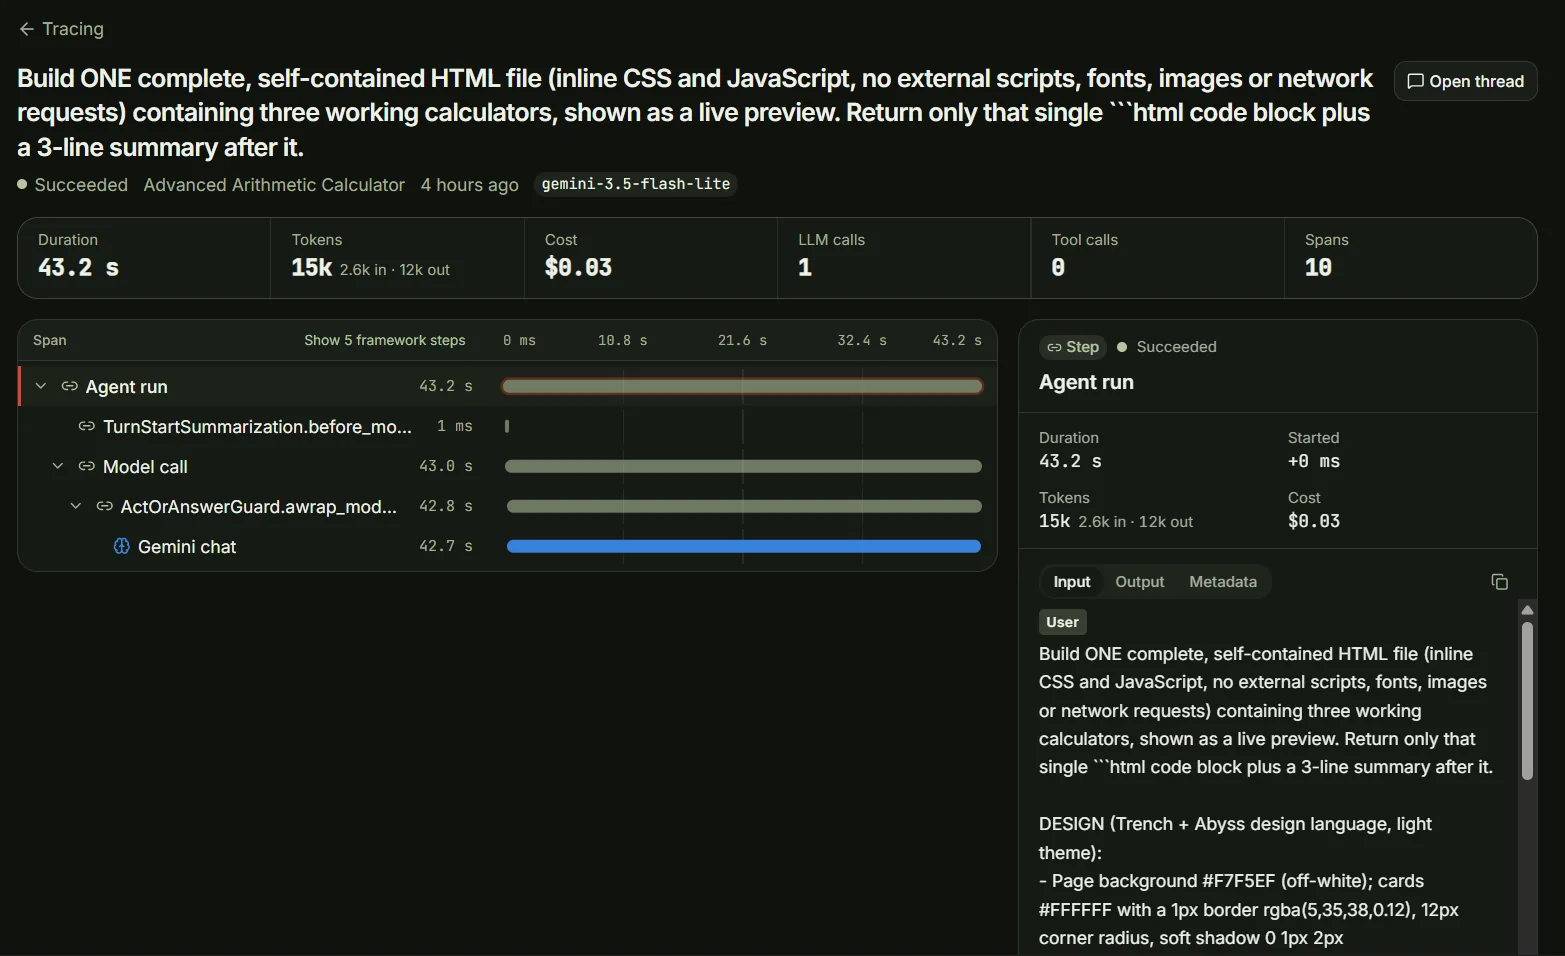 Tracing
Build ONE complete, self-contained HTML file (inline CSS and JavaScript, no external scripts, fonts, images or network
requests) containing three working calculators, shown as a live preview. Return only that single ```html code block plus
a 3-line summary after it.
Open thread
Succeeded Advanced Arithmetic Calculator 4 hours ago gemini-3.5-flash-lite
Duration
43.2 s
Tokens
15k 2.6k in · 12k out
Cost
$0.03
LLM calls
1
Tool calls
0
Spans
10
Span Show 5 framework steps 0 ms 10.8 s 21.6 s 32.4 s 43.2 s
Agent run 43.2 s
TurnStartSummarization.before_mo... 1 ms
Model call 43.0 s
ActOrAnswerGuard.awrap_mod... 42.8 s
Gemini chat 42.7 s
Step Succeeded
Agent run
Duration
43.2 s
Started
+0 ms
Tokens
15k 2.6k in · 12k out
Cost
$0.03
Input Output Metadata
User
Build ONE complete, self-contained HTML file (inline
CSS and JavaScript, no external scripts, fonts, images
or network requests) containing three working
calculators, shown as a live preview. Return only that
single ```html code block plus a 3-line summary after it.
DESIGN (Trench + Abyss design language, light
theme):
- Page background #F7F5EF (off-white); cards
#FFFFFF with a 1px border rgba(5,35,38,0.12), 12px
corner radius, soft shadow 0 1px 2px